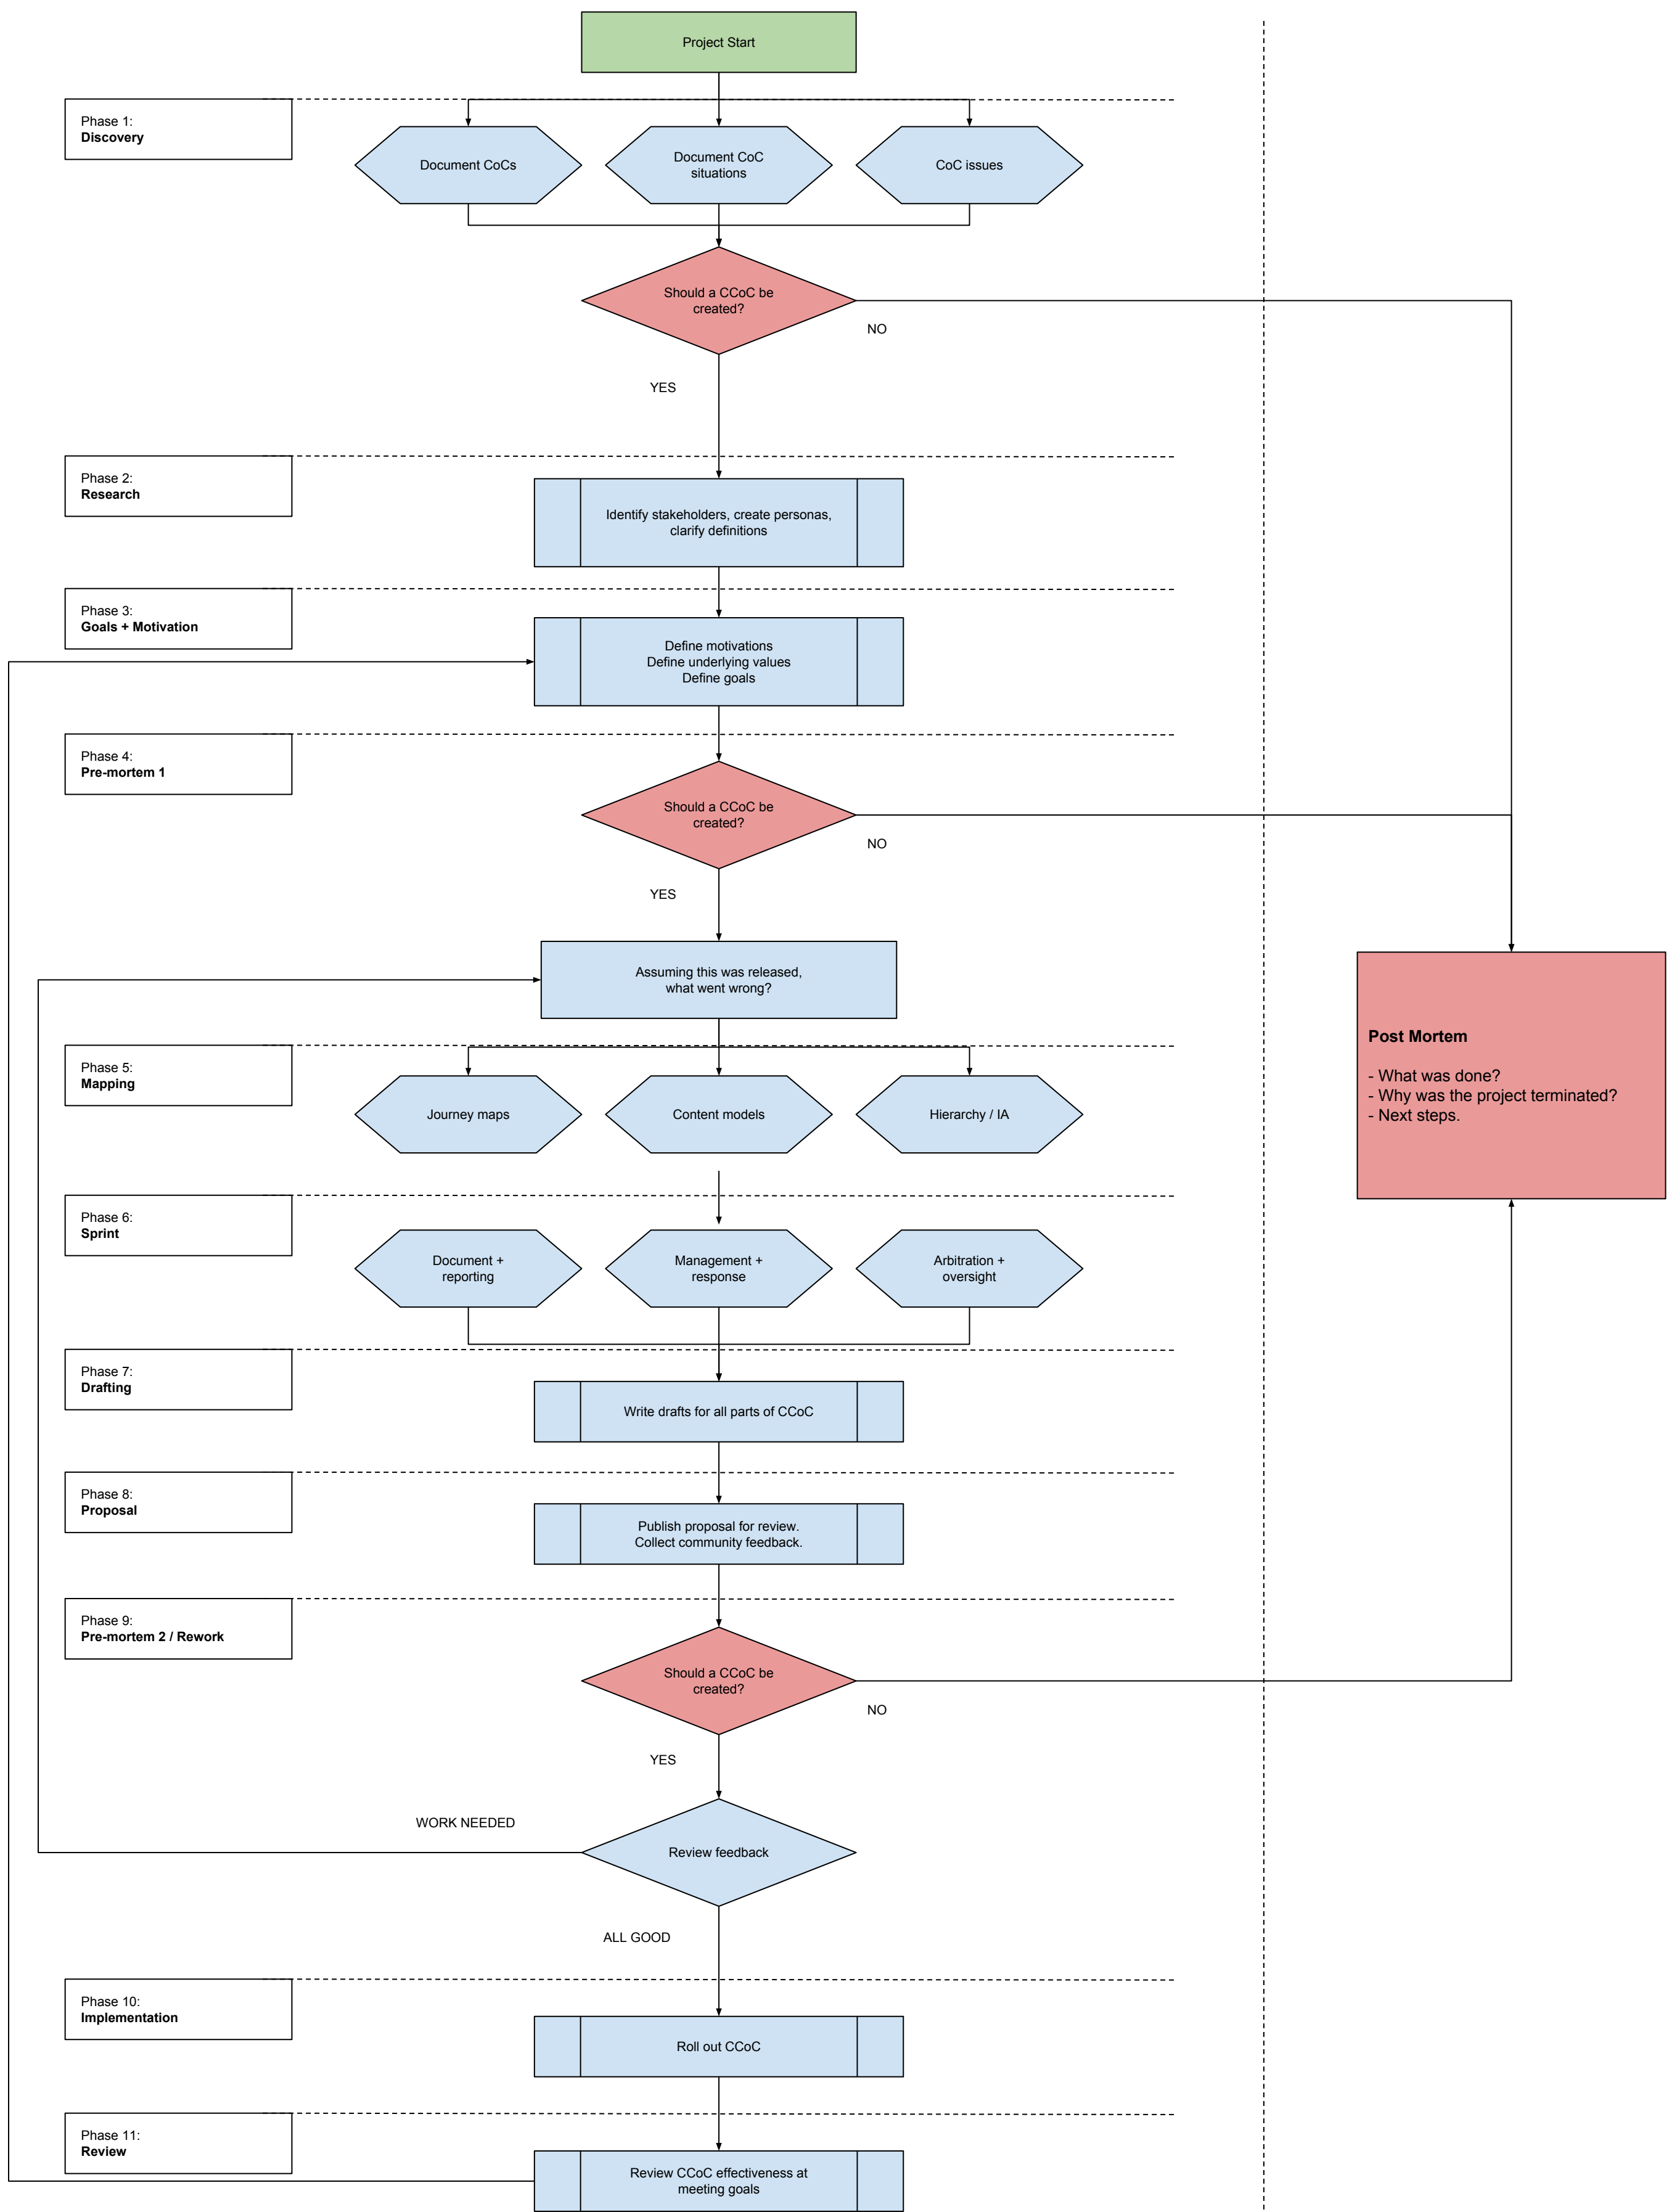 Project Start
Phase 1:
Discovery
Document CoCs
Document CoC
situations
CoC issues
Should a CCoC be
created?
NO
YES
Phase 2:
Research
Identify stakeholders, create personas,
clarify definitions
Phase 3:
Goals + Motivation
Define motivations
Define underlying values
Define goals
Phase 4:
Pre-mortem 1
Should a CCoC be
created?
NO
YES
Assuming this was released,
what went wrong?
Post Mortem
- What was done?
- Why was the project terminated?
- Next steps.
Phase 5:
Mapping
Journey maps
Content models
Hierarchy / IA
Phase 6:
Sprint
Document +
reporting
Management +
response
Arbitration +
oversight
Phase 7:
Drafting
Write drafts for all parts of CCoC
Phase 8:
Proposal
Publish proposal for review.
Collect community feedback.
Phase 9:
Pre-mortem 2 / Rework
Should a CCoC be
created?
NO
YES
WORK NEEDED
Review feedback
ALL GOOD
Phase 10:
Implementation
Roll out CCoC
Phase 11:
Review
Review CCoC effectiveness at
meeting goals